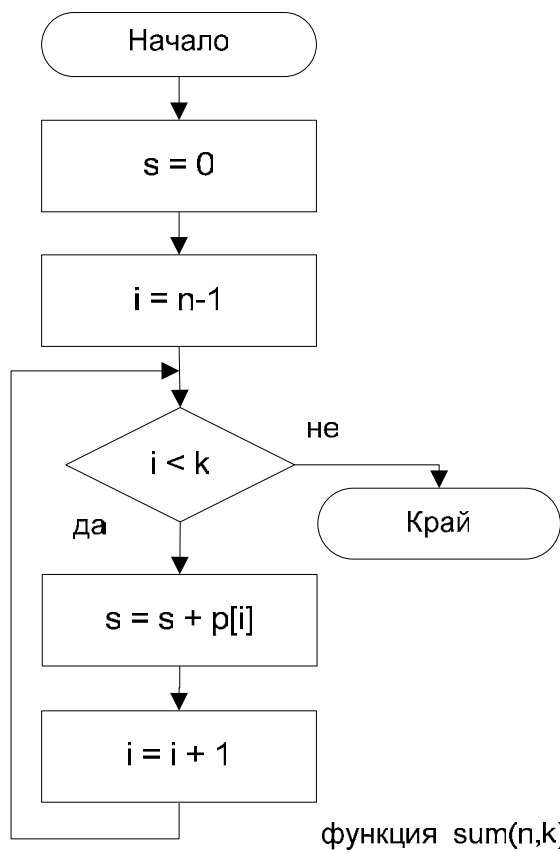 Начало
s = 0
i = n-1
i < k
не
да
Край
s = s + p[i]
i = i + 1
функция sum(n,k)